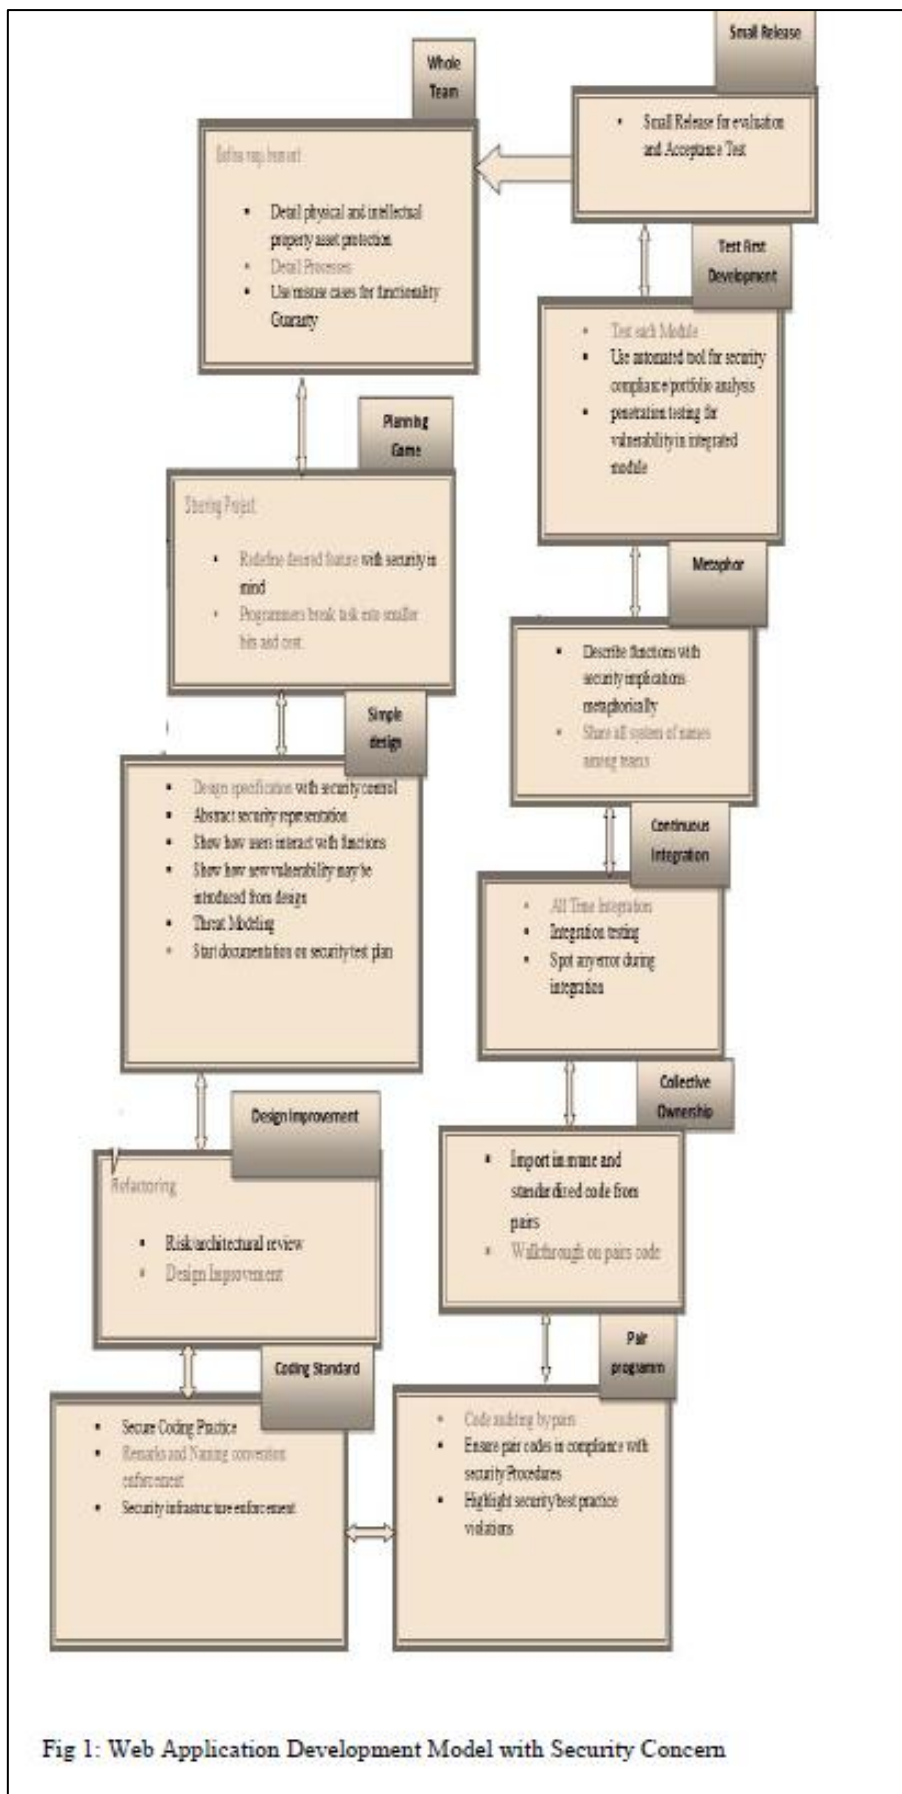 Small Release
Small Release for evaluation
and Acceptance Test
Whole
Team
Define requirement
Detail physical and intellectual
property asset protection
Detail Processes
Use misuse cases for functionality
Guaranty
Test First
Development
Test each Module
Use automated tool for security
compliance/portfolio analysis
penetration testing for
vulnerability in integrated
module
Planning
Game
Sharing Project
Redefine desired feature with security in
mind
Programmers break task into smaller
bits and cost.
Metaphor
Describe functions with
security implications
metaphorically
Share all system of names
among teams
Simple
design
Design specification with security control
Abstract security representation
Show how users interact with functions
Show how new vulnerability may be
introduced from design
Threat Modeling
Start documentation on security test plan
Continuous
Integration
All Time Integration
Integration testing
Spot any error during
integration
Design Improvement
Refactoring
Risk architectural review
Design Improvement
Collective
Ownership
Import in and
standardized code from
pairs
Walkthrough on pairs code
Coding Standard
Secure Coding Practice
Remarks and Naming convention
enforcement
Security infrastructure enforcement
Pair
programm
Code auditing by pairs
Ensure pair codes in compliance with
security Procedures
Highlight security best practice
violations
Fig 1: Web Application Development Model with Security Concern